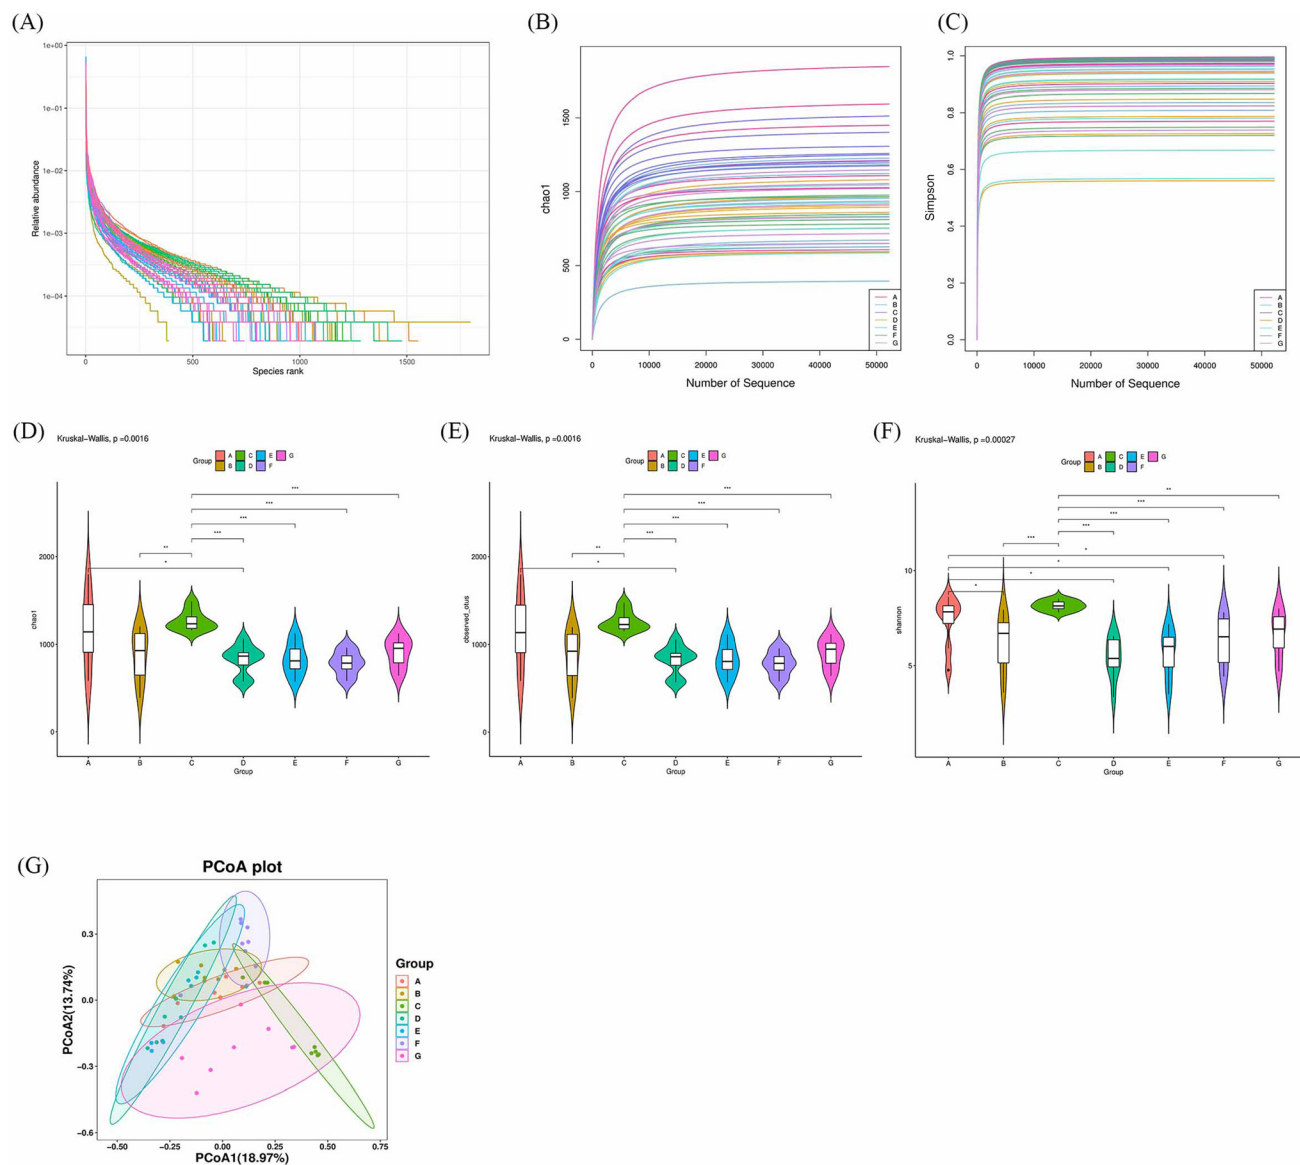 (A)
1e+00
1e−01
1e−02
1e−03
1e−04
Relative abundance
0 500 1000 1500
Species rank
(B)
1500
1000
500
0
chao1
0 10000 20000 30000 40000 50000
Number of Sequence
A
B
C
D
E
F
G
(C)
1.0
0.8
0.6
0.4
0.2
0.0
Simpson
0 10000 20000 30000 40000 50000
Number of Sequence
A
B
C
D
E
F
G
(D)
Kruskal−Wallis, p =0.0016
Group A C E G
B D F
***
***
***
***
**
*
2000
1000
0
chao1
A B C D E F G
Group
(E)
Kruskal−Wallis, p =0.0016
Group A C E G
B D F
***
***
***
***
**
*
2000
1000
0
observed_otus
A B C D E F G
Group
(F)
Kruskal−Wallis, p =0.00027
Group A C E G
B D F
**
***
***
***
***
*
*
*
*
10
5
0
shannon
A B C D E F G
Group
(G)
PCoA plot
0.3
0.0
−0.3
−0.6
PCoA2(13.74%)
−0.50 −0.25 0.00 0.25 0.50 0.75
PCoA1(18.97%)
Group
A
B
C
D
E
F
G